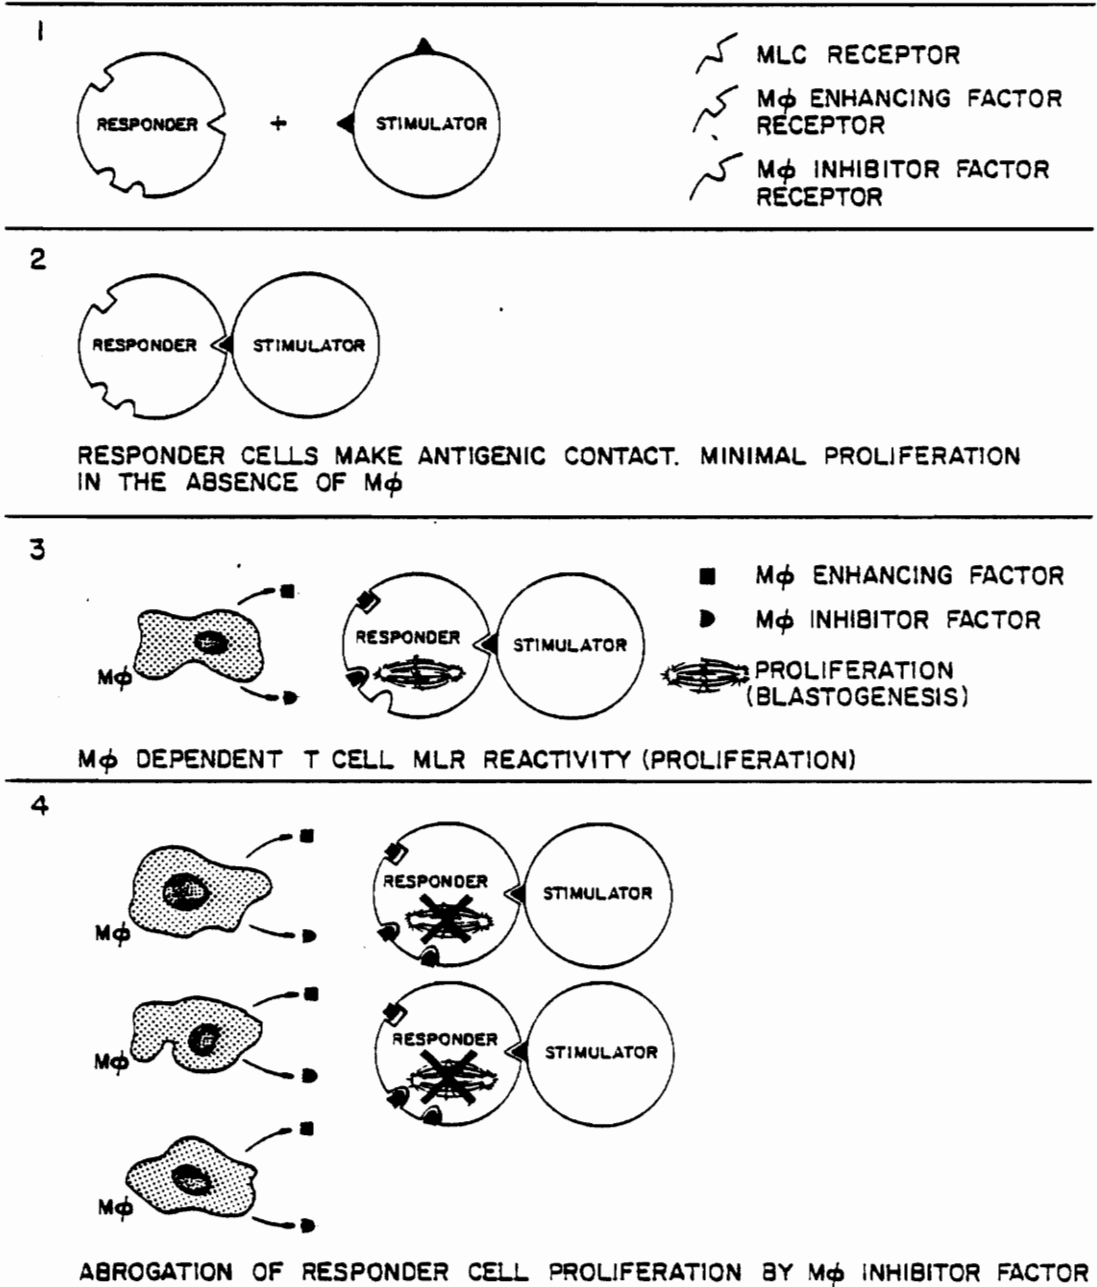 1
RESPONDER
+
STIMULATOR
MLC RECEPTOR
Mφ ENHANCING FACTOR
RECEPTOR
Mφ INHIBITOR FACTOR
RECEPTOR
2
RESPONDER
STIMULATOR
RESPONDER CELLS MAKE ANTIGENIC CONTACT. MINIMAL PROLIFERATION
IN THE ABSENCE OF Mφ
3
Mφ
RESPONDER
STIMULATOR
Mφ ENHANCING FACTOR
Mφ INHIBITOR FACTOR
PROLIFERATION
(BLASTOGENESIS)
Mφ DEPENDENT T CELL MLR REACTIVITY (PROLIFERATION)
4
Mφ
RESPONDER
STIMULATOR
Mφ
RESPONDER
STIMULATOR
Mφ
ABROGATION OF RESPONDER CELL PROLIFERATION BY Mφ INHIBITOR FACTOR